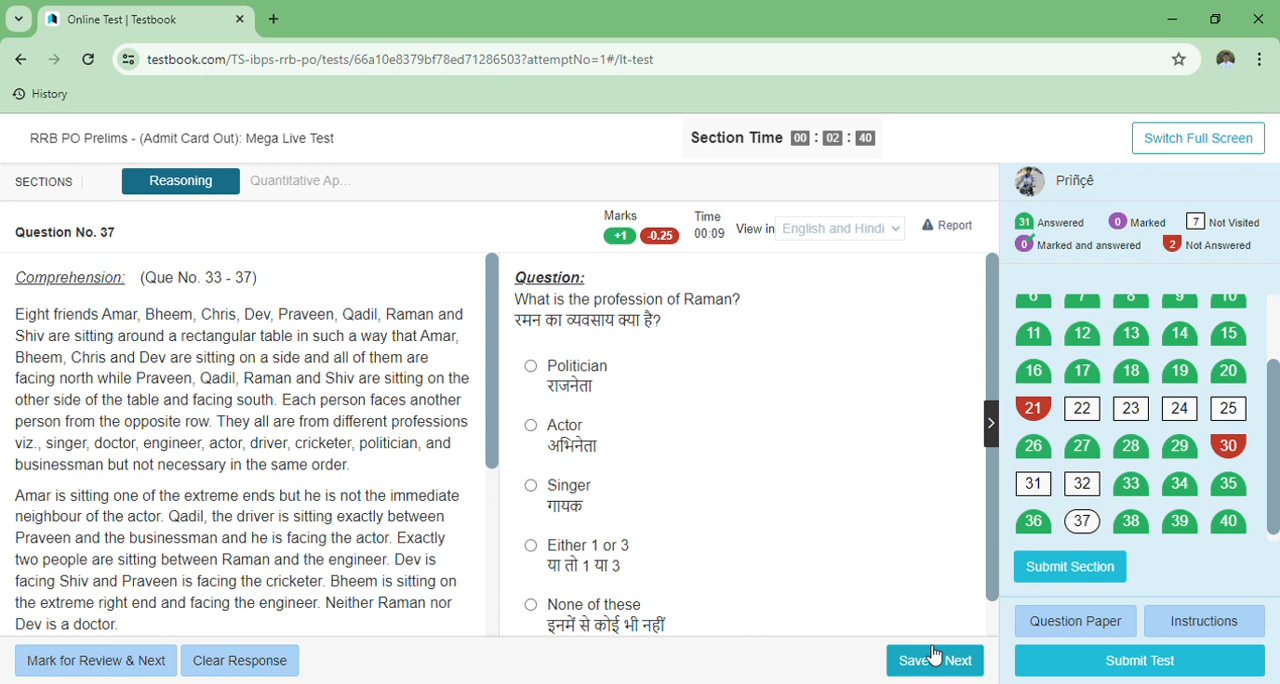 Online Test | Testbook
testbook.com/TS-ibps-rrb-po/tests/66a10e8379bf78ed71286503?attemptNo=1#/lt-test
History
RRB PO Prelims - (Admit Card Out): Mega Live Test
Section Time 00 : 02 : 40
Switch Full Screen
SECTIONS
Reasoning
Quantitative Ap...
Prìñçê
Question No. 37
Marks
+1 -0.25
Time
00:09
View in English and Hindi
Report
31 Answered
0 Marked
7 Not Visited
0 Marked and answered
2 Not Answered
Comprehension: (Que No. 33 - 37)
Eight friends Amar, Bheem, Chris, Dev, Praveen, Qadil, Raman and
Shiv are sitting around a rectangular table in such a way that Amar,
Bheem, Chris and Dev are sitting on a side and all of them are
facing north while Praveen, Qadil, Raman and Shiv are sitting on the
other side of the table and facing south. Each person faces another
person from the opposite row. They all are from different professions
viz., singer, doctor, engineer, actor, driver, cricketer, politician, and
businessman but not necessary in the same order.
Amar is sitting one of the extreme ends but he is not the immediate
neighbour of the actor. Qadil, the driver is sitting exactly between
Praveen and the businessman and he is facing the actor. Exactly
two people are sitting between Raman and the engineer. Dev is
facing Shiv and Praveen is facing the cricketer. Bheem is sitting on
the extreme right end and facing the engineer. Neither Raman nor
Dev is a doctor.
Question:
What is the profession of Raman?
रमन का व्यवसाय क्या है?
Politician
राजनेता
Actor
अभिनेता
Singer
गायक
Either 1 or 3
या तो 1 या 3
None of these
इनमें से कोई भी नहीं
6 7 8 9 10
11 12 13 14 15
16 17 18 19 20
21 22 23 24 25
26 27 28 29 30
31 32 33 34 35
36 37 38 39 40
Submit Section
Question Paper
Instructions
Mark for Review & Next
Clear Response
Save Next
Submit Test